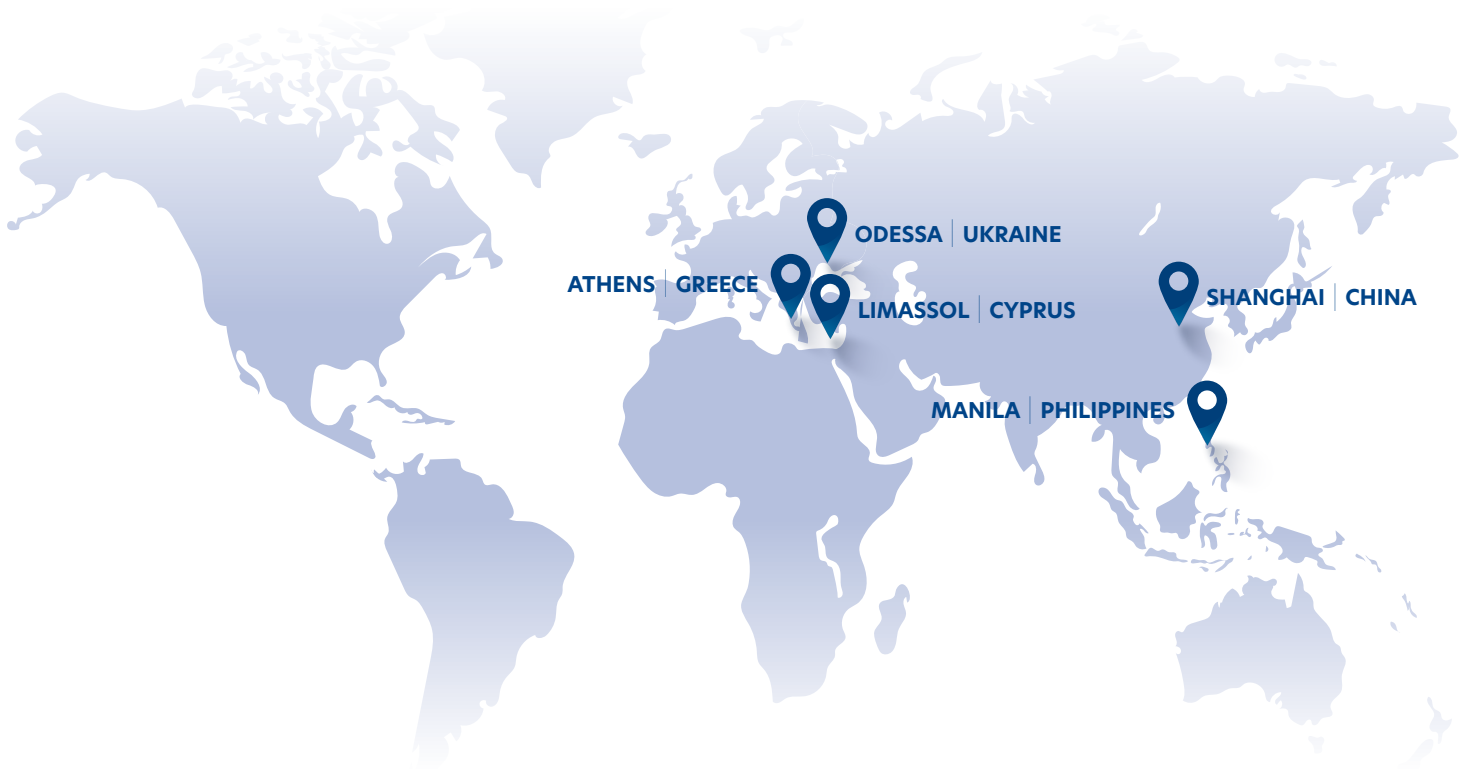 ODESSA | UKRAINE
ATHENS | GREECE
LIMASSOL | CYPRUS
SHANGHAI | CHINA
MANILA | PHILIPPINES